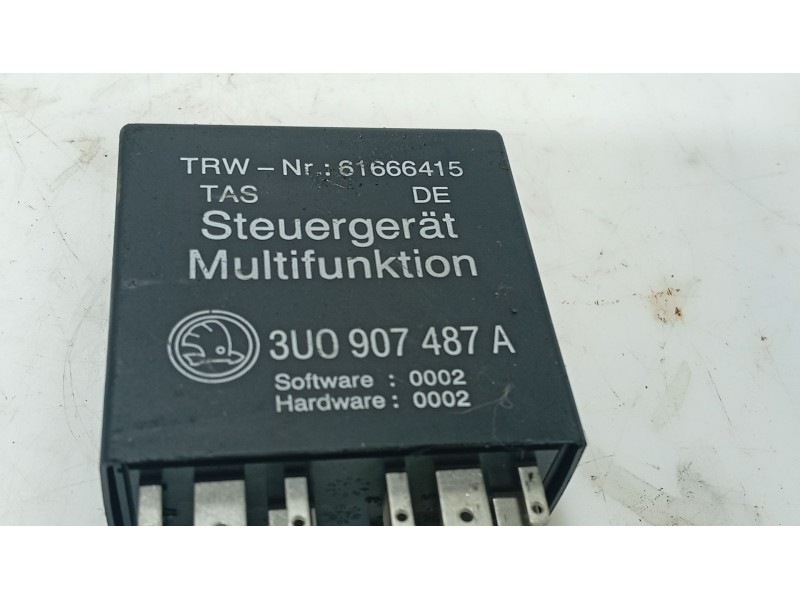 TRW - Nr.: 61666415
TAS DE
Steuergerät
Multifunktion
3U0 907 487 A
Software : 0002
Hardware : 0002